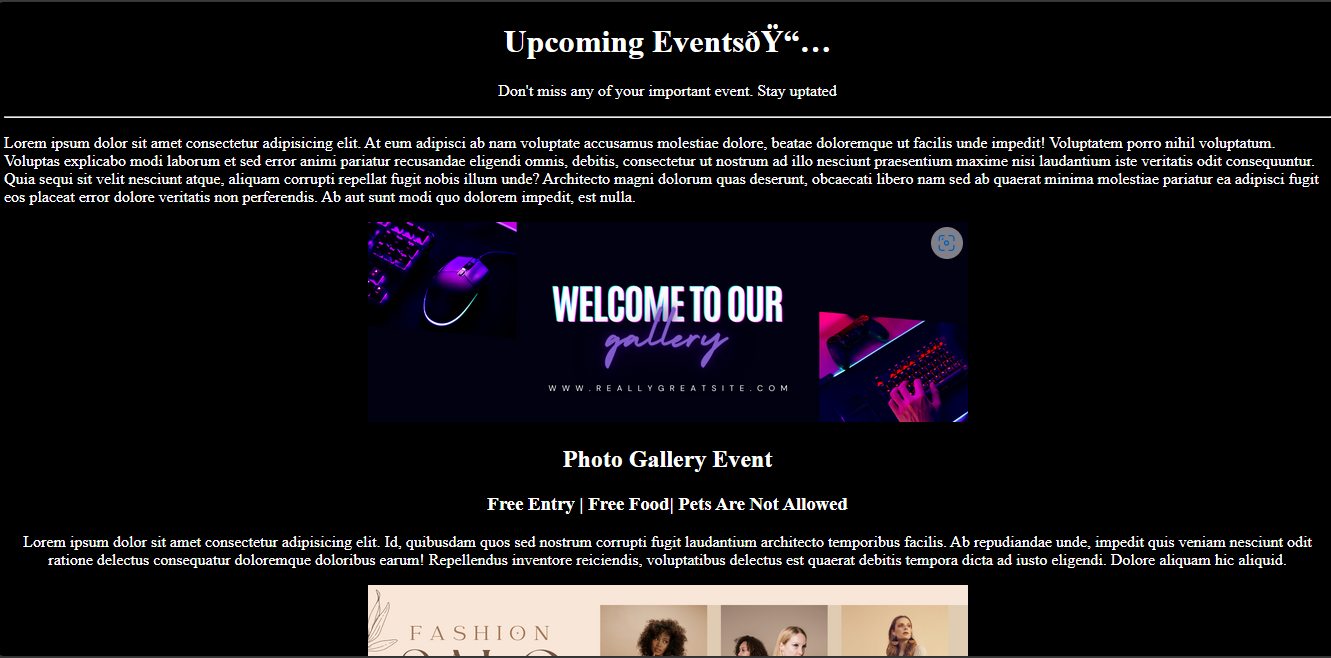 Upcoming Events📅
Don't miss any of your important event. Stay uptated
Lorem ipsum dolor sit amet consectetur adipisicing elit. At eum adipisci ab nam voluptate accusamus molestiae dolore, beatae doloremque ut facilis unde impedit! Voluptatem porro nihil voluptatum.
Voluptas explicabo modi laborum et sed error animi pariatur recusandae eligendi omnis, debitis, consectetur ut nostrum ad illo nesciunt praesentium maxime nisi laudantium iste veritatis odit consequuntur.
Quia sequi sit velit nesciunt atque, aliquam corrupti repellat fugit nobis illum unde? Architecto magni dolorum quas deserunt, obcaecati libero nam sed ab quaerat minima molestiae pariatur ea adipisci fugit
eos placeat error dolore veritatis non perferendis. Ab aut sunt modi quo dolorem impedit, est nulla.
WELCOME TO OUR
gallery
WWW.REALLYGREATSITE.COM
Photo Gallery Event
Free Entry | Free Food| Pets Are Not Allowed
Lorem ipsum dolor sit amet consectetur adipisicing elit. Id, quibusdam quos sed nostrum corrupti fugit laudantium architecto temporibus facilis. Ab repudiandae unde, impedit quis veniam nesciunt odit
ratione delectus consequatur doloremque doloribus earum! Repellendus inventore reiciendis, voluptatibus delectus est quaerat debitis tempora dicta ad iusto eligendi. Dolore aliquam hic aliquid.
FASHION